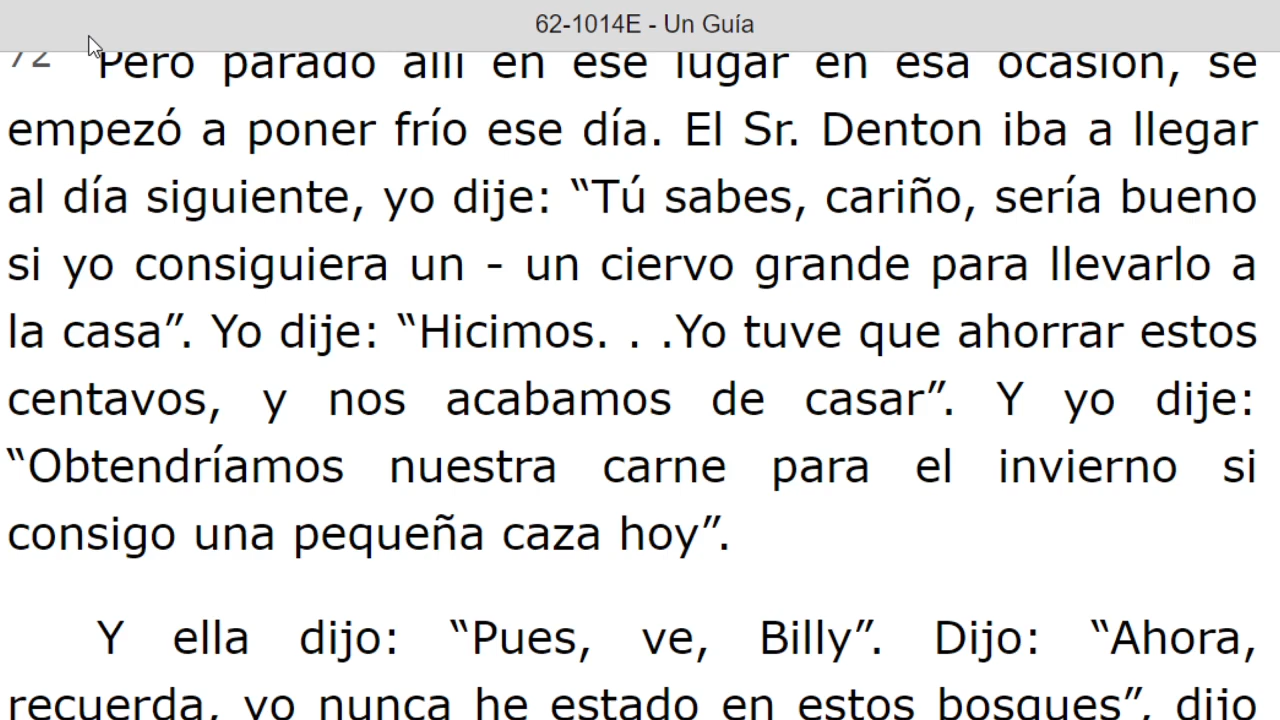 62-1014E - Un Guía
72 Pero parado allí en ese lugar en esa ocasión, se
empezó a poner frío ese día. El Sr. Denton iba a llegar
al día siguiente, yo dije: “Tú sabes, cariño, sería bueno
si yo consiguiera un - un ciervo grande para llevarlo a
la casa”. Yo dije: “Hicimos. . .Yo tuve que ahorrar estos
centavos, y nos acabamos de casar”. Y yo dije:
“Obtendríamos nuestra carne para el invierno si
consigo una pequeña caza hoy”.
Y ella dijo: “Pues, ve, Billy”. Dijo: “Ahora,
recuerda, yo nunca he estado en estos bosques”, dijo